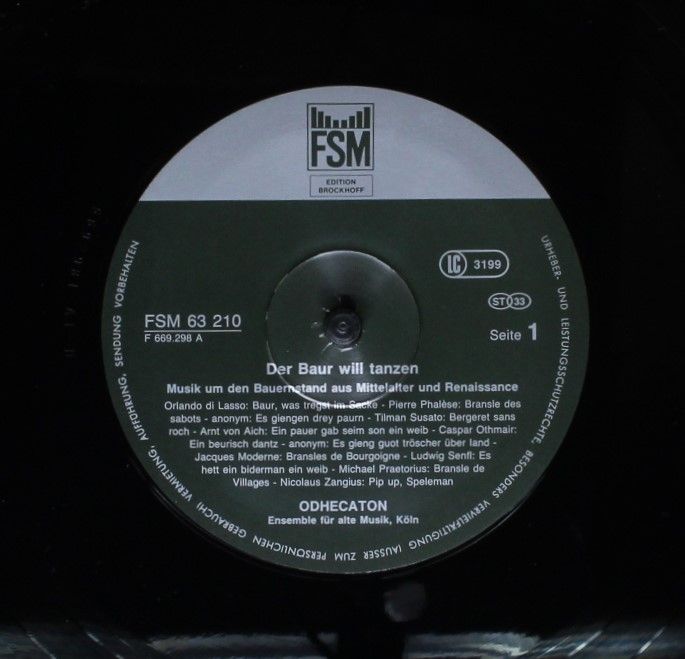 FSM
EDITION
BROCKHOFF
LC 3199
ST 33
FSM 63 210
F 669.298 A
Seite 1
Der Baur will tanzen
Musik um den Bauernstand aus Mittelalter und Renaissance
Orlando di Lasso: Baur, was tregst im Sacke - Pierre Phalèse: Bransle des
sabots - anonym: Es giengen drey paurn - Tilman Susato: Bergeret sans
roch - Arnt von Aich: Ein pauer gab seim son ein weib - Caspar Othmair:
Ein beurisch dantz - anonym: Es gieng guot tröscher über land -
Jacques Moderne: Bransles de Bourgoigne - Ludwig Senfl: Es
hett ein biderman ein weib - Michael Praetorius: Bransle de
Villages - Nicolaus Zangius: Pip up, Speleman
ODHECATON
Ensemble für alte Musik, Köln
URHEBER- UND LEISTUNGSSCHUTZRECHTE, BESONDERS VERVIELFÄLTIGUNG (AUSSER ZUM PERSÖNLICHEN GEBRAUCH) VERMIETUNG, AUFFÜHRUNG, SENDUNG VORBEHALTEN